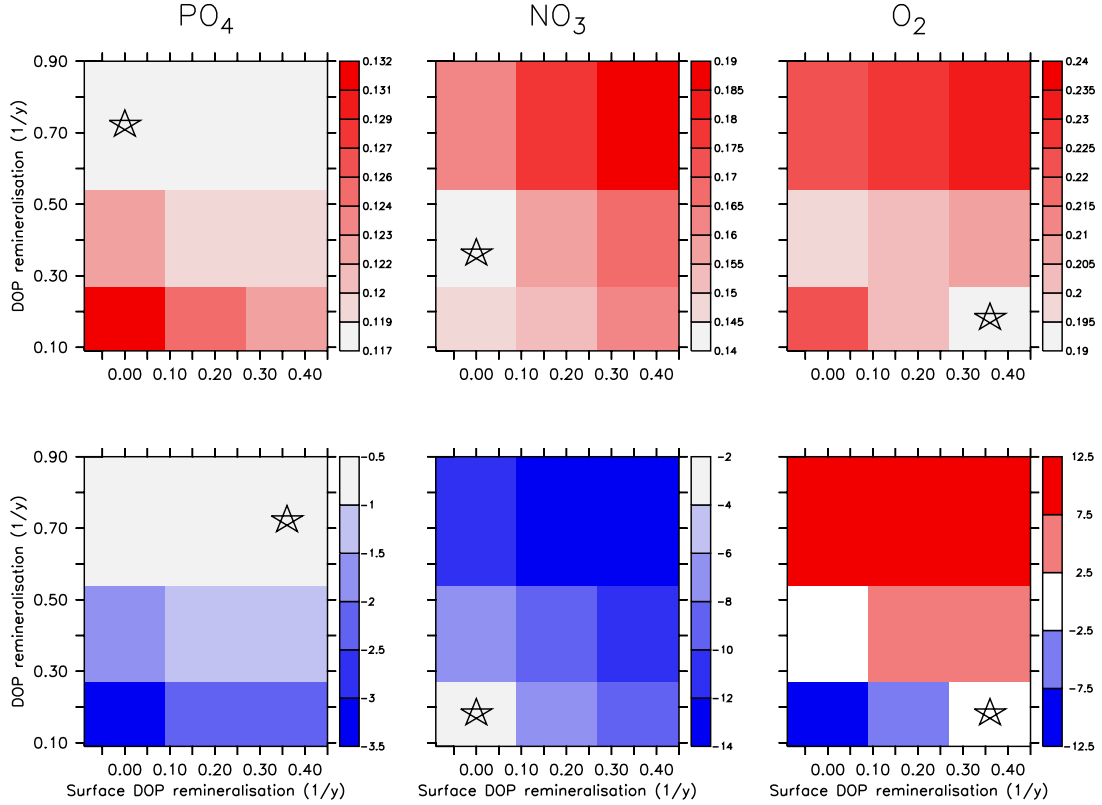 PO4 NO3 O2
DOP remineralisation (1/y)
0.90 0.70 0.50 0.30 0.10
0.00 0.10 0.20 0.30 0.40
0.132 0.131 0.129 0.127 0.126 0.124 0.123 0.122 0.120 0.119 0.117
0.00 0.10 0.20 0.30 0.40
0.19 0.185 0.18 0.175 0.17 0.165 0.16 0.155 0.15 0.145 0.14
0.00 0.10 0.20 0.30 0.40
0.24 0.235 0.23 0.225 0.22 0.215 0.21 0.205 0.2 0.195 0.19
DOP remineralisation (1/y)
0.90 0.70 0.50 0.30 0.10
0.00 0.10 0.20 0.30 0.40
Surface DOP remineralisation (1/y)
-0.5 -1 -1.5 -2 -2.5 -3 -3.5
0.00 0.10 0.20 0.30 0.40
Surface DOP remineralisation (1/y)
-2 -4 -6 -8 -10 -12 -14
0.00 0.10 0.20 0.30 0.40
Surface DOP remineralisation (1/y)
12.5 7.5 2.5 -2.5 -7.5 -12.5